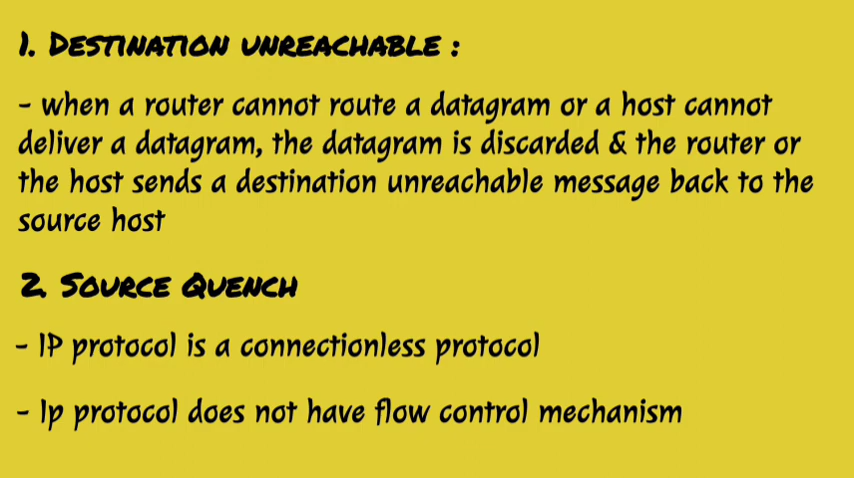 1. Destination unreachable :
- when a router cannot route a datagram or a host cannot
deliver a datagram, the datagram is discarded & the router or
the host sends a destination unreachable message back to the
source host
2. Source Quench
- IP protocol is a connectionless protocol
- Ip protocol does not have flow control mechanism